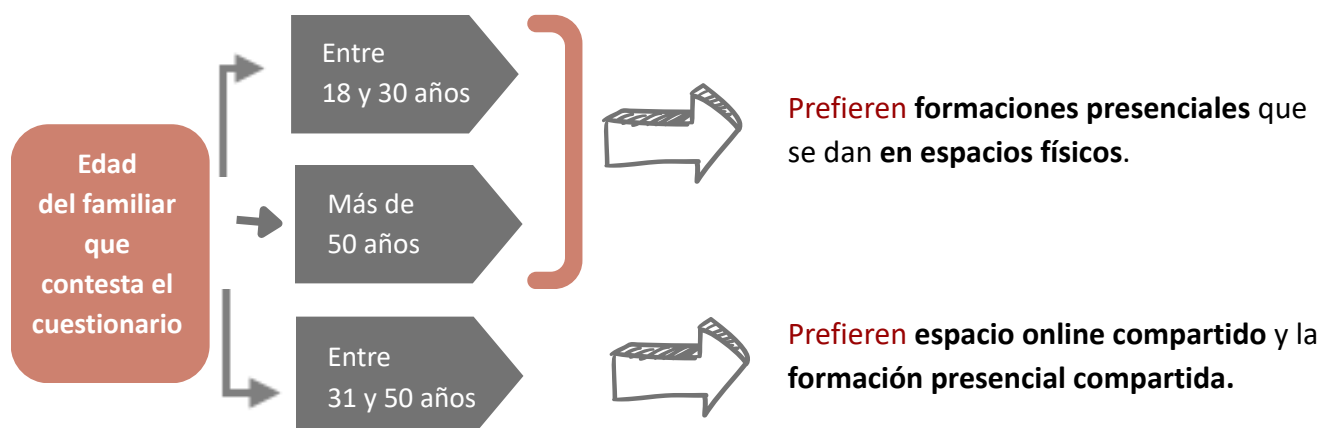 Edad
del familiar
que
contesta el
cuestionario
Entre
18 y 30 años
Más de
50 años
Entre
31 y 50 años
Prefieren formaciones presenciales que
se dan en espacios físicos.
Prefieren espacio online compartido y la
formación presencial compartida.